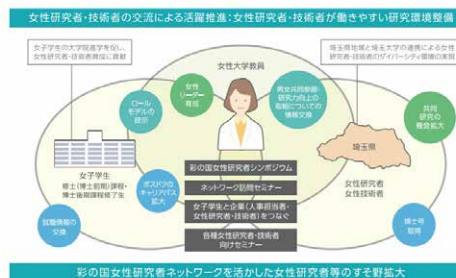 女性研究者・技術者の交流による活躍推進:女性研究者・技術者が働きやすい研究環境整備
女子学生の大学院進学を促し、
女性研究者・技術者育成に貢献
埼玉県地域と埼玉大学の連携による女性
研究者・技術者のダイバーシティ環境の実現
女性大学教員
女性
リーダー
育成
ロール
モデルの
提示
男女共同参画・
研究力向上の
取組についての
情報交換
共同
研究の
機会拡大
埼玉県
女子学生
修士(博士前期)課程・
博士後期課程修了生
ポスドクの
キャリアパス
拡大
彩の国女性研究者シンポジウム
ネットワーク訪問セミナー
女子学生と企業(人事担当者・
女性研究者・技術者)をつなぐ
各種女性研究者・技術者
向けセミナー
女性研究者
女性技術者
就職情報の
交換
博士号
取得
彩の国女性研究者ネットワークを活かした女性研究者等のすそ野拡大